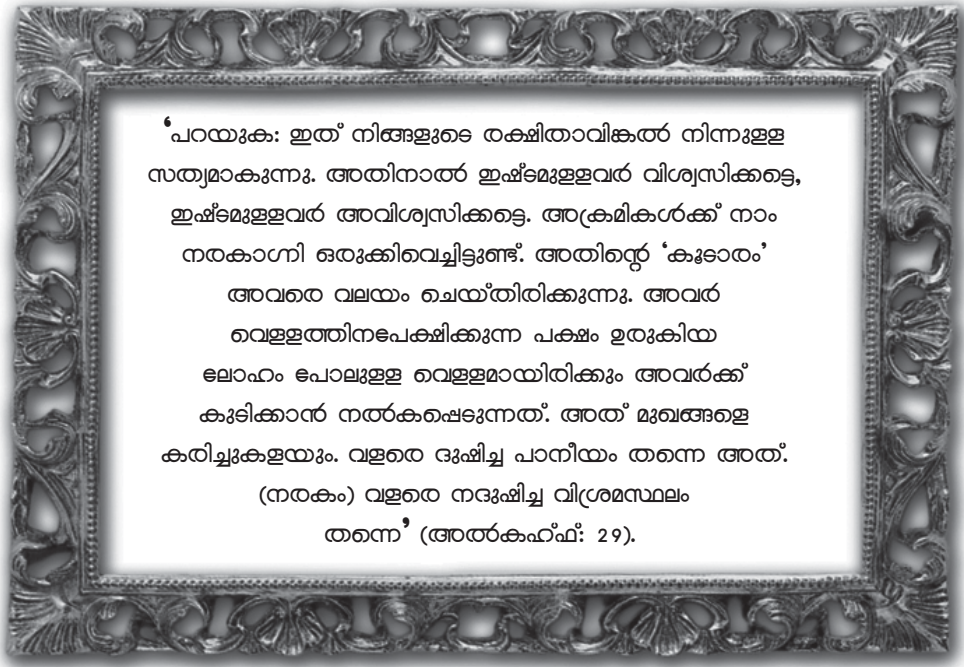 ‘പറയുക: ഇത് നിങ്ങളുടെ രക്ഷിതാവിങ്കൽ നിന്നുള്ള
സത്യമാകുന്നു. അതിനാൽ ഇഷ്ടമുള്ളവർ വിശ്വസിക്കട്ടെ,
ഇഷ്ടമുള്ളവർ അവിശ്വസിക്കട്ടെ. അക്രമികൾക്ക് നാം
നരകാഗ്നി ഒരുക്കിവെച്ചിട്ടുണ്ട്. അതിന്റെ ‘കൂടാരം’
അവരെ വലയം ചെയ്തിരിക്കുന്നു. അവർ
വെള്ളത്തിനപേക്ഷിക്കുന്ന പക്ഷം ഉരുകിയ
ലോഹം പോലുള്ള വെള്ളമായിരിക്കും അവർക്ക്
കുടിക്കാൻ നൽകപ്പെടുന്നത്. അത് മുഖങ്ങളെ
കരിച്ചുകളയും. വളരെ ദുഷിച്ച പാനീയം തന്നെ അത്.
(നരകം) വളരെ നദുഷിച്ച വിശ്രമസ്ഥലം
തന്നെ’ (അൽകഹ്ഫ്: 29).